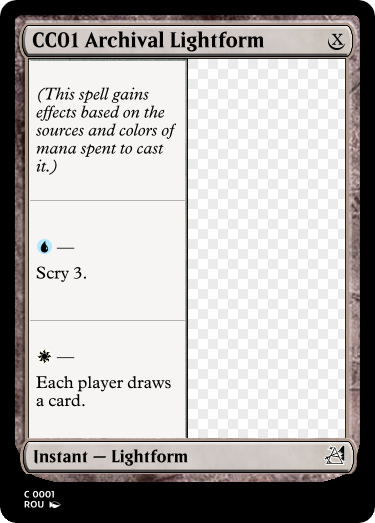 CC01 Archival Lightform X
(This spell gains
effects based on the
sources and colors of
mana spent to cast
it.)
—
Scry 3.
—
Each player draws
a card.
Instant — Lightform
C 0001
ROU